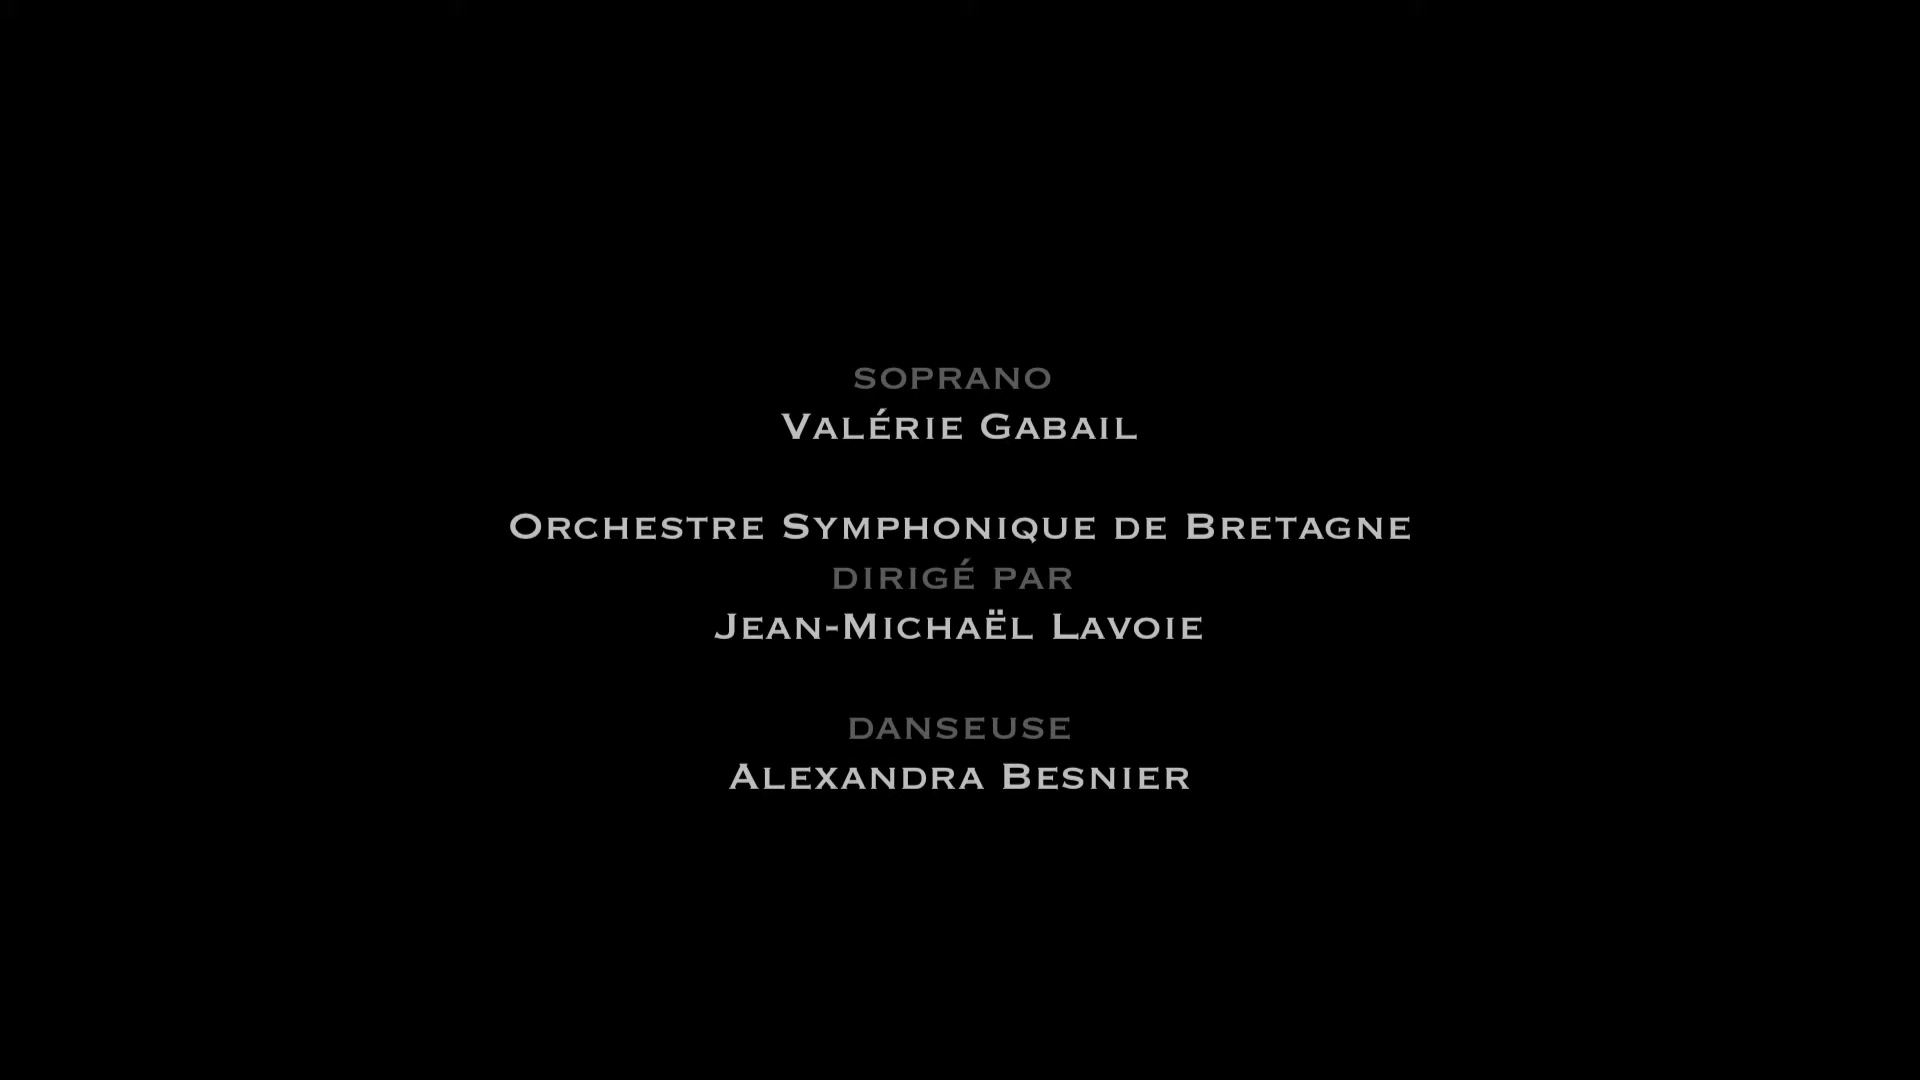 SOPRANO
VALÉRIE GABAIL
ORCHESTRE SYMPHONIQUE DE BRETAGNE
DIRIGÉ PAR
JEAN-MICHAËL LAVOIE
DANSEUSE
ALEXANDRA BESNIER